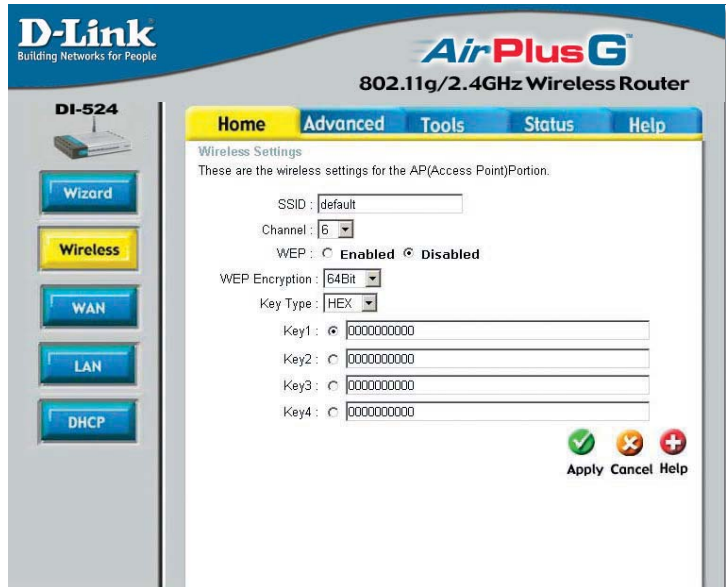 D-Link
Building Networks for People
AirPlus G
802.11g/2.4GHz Wireless Router
DI-524
Home Advanced Tools Status Help
Wireless Settings
These are the wireless settings for the AP(Access Point)Portion.
SSID : default
Channel : 6
WEP : Enabled Disabled
WEP Encryption : 64Bit
Key Type : HEX
Key1 : 0000000000
Key2 : 0000000000
Key3 : 0000000000
Key4 : 0000000000
Wizard
Wireless
WAN
LAN
DHCP
Apply Cancel Help